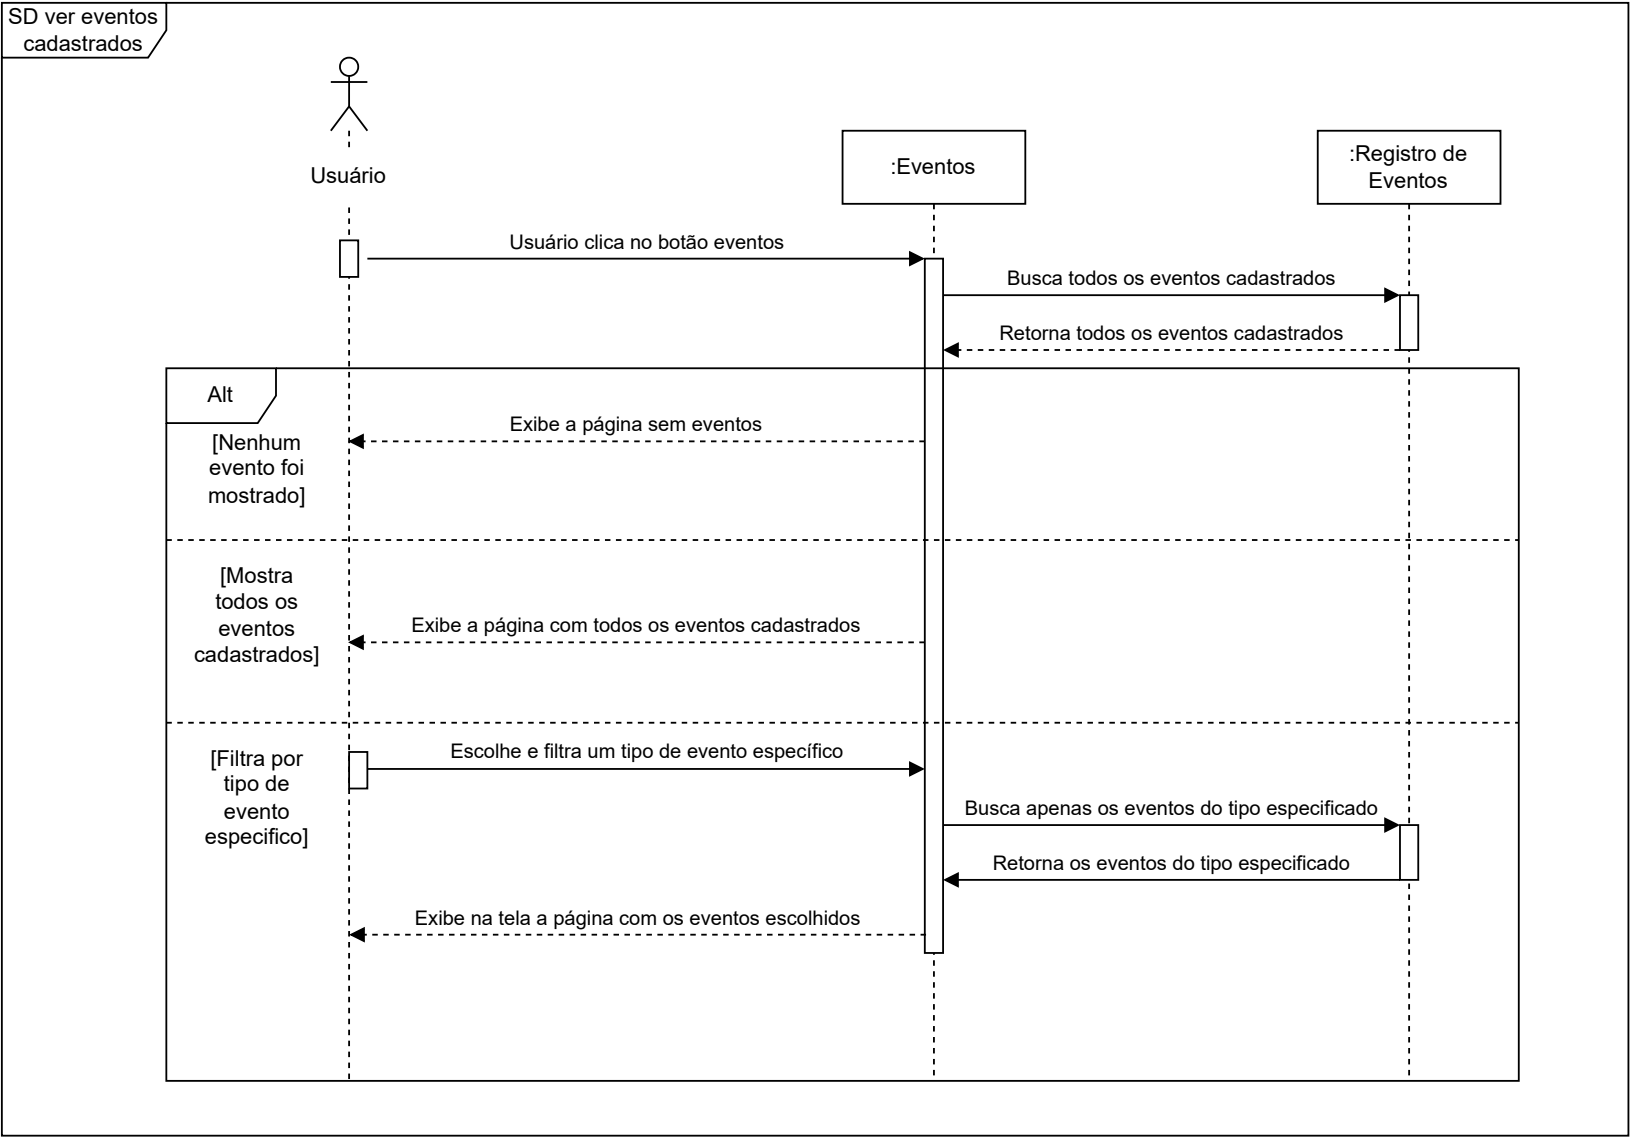 SD ver eventos
cadastrados
Usuário
:Eventos
:Registro de
Eventos
Usuário clica no botão eventos
Busca todos os eventos cadastrados
Retorna todos os eventos cadastrados
Alt
[Nenhum
evento foi
mostrado]
Exibe a página sem eventos
[Mostra
todos os
eventos
cadastrados]
Exibe a página com todos os eventos cadastrados
[Filtra por
tipo de
evento
especifico]
Escolhe e filtra um tipo de evento específico
Busca apenas os eventos do tipo especificado
Retorna os eventos do tipo especificado
Exibe na tela a página com os eventos escolhidos